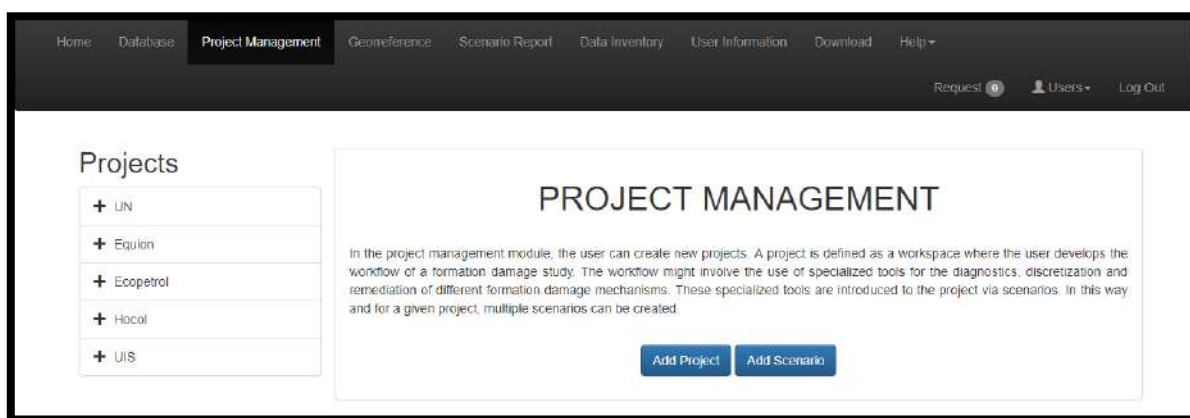 Home Database Project Management Georreference Scenario Report Data Inventory User Information Download Help
Request 0 Users Log Out
Projects
UN
Equion
Ecopetrol
Hocol
UIS
PROJECT MANAGEMENT
In the project management module, the user can create new projects. A project is defined as a workspace where the user develops the
workflow of a formation damage study. The workflow might involve the use of specialized tools for the diagnostics, discretization and
remediation of different formation damage mechanisms. These specialized tools are introduced to the project via scenarios. In this way
and for a given project, multiple scenarios can be created.
Add Project Add Scenario